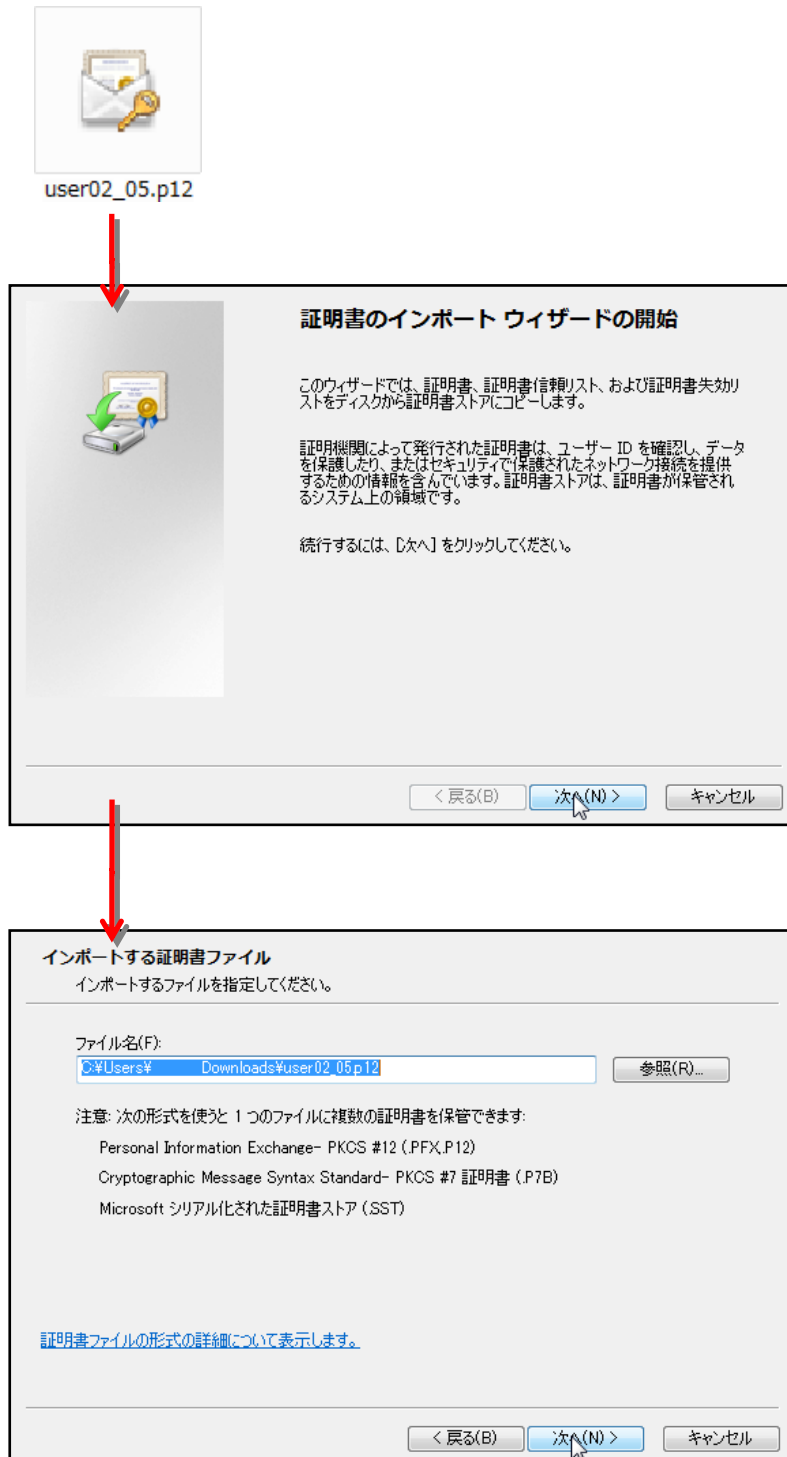 user02_05.p12
証明書のインポート ウィザードの開始
このウィザードでは、証明書、証明書信頼リスト、および証明書失効リ
ストをディスクから証明書ストアにコピーします。
証明機関によって発行された証明書は、ユーザー ID を確認し、データ
を保護したり、またはセキュリティで保護されたネットワーク接続を提供
するための情報を含んでいます。証明書ストアは、証明書が保管され
るシステム上の領域です。
続行するには、[次へ] をクリックしてください。
< 戻る(B) 次へ(N) > キャンセル
インポートする証明書ファイル
インポートするファイルを指定してください。
ファイル名(F):
C:¥Users¥ Downloads¥user02_05.p12 参照(R)...
注意: 次の形式を使うと 1 つのファイルに複数の証明書を保管できます:
Personal Information Exchange- PKCS #12 (.PFX,.P12)
Cryptographic Message Syntax Standard- PKCS #7 証明書 (.P7B)
Microsoft シリアル化された証明書ストア (.SST)
証明書ファイルの形式の詳細について表示します。
< 戻る(B) 次へ(N) > キャンセル